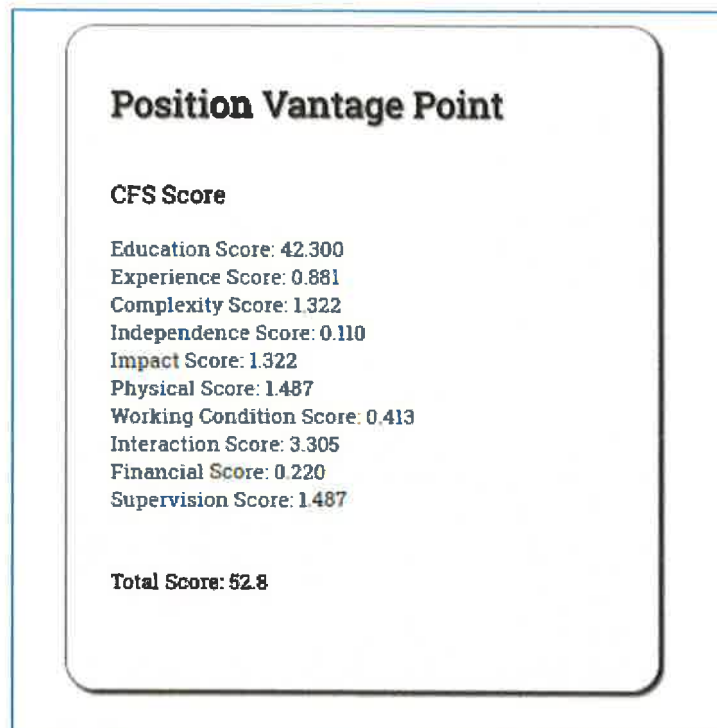 Position Vantage Point
CFS Score
Education Score: 42.300
Experience Score: 0.881
Complexity Score: 1.322
Independence Score: 0.110
Impact Score: 1.322
Physical Score: 1.487
Working Condition Score: 0.413
Interaction Score: 3.305
Financial Score: 0.220
Supervision Score: 1.487
Total Score: 52.8